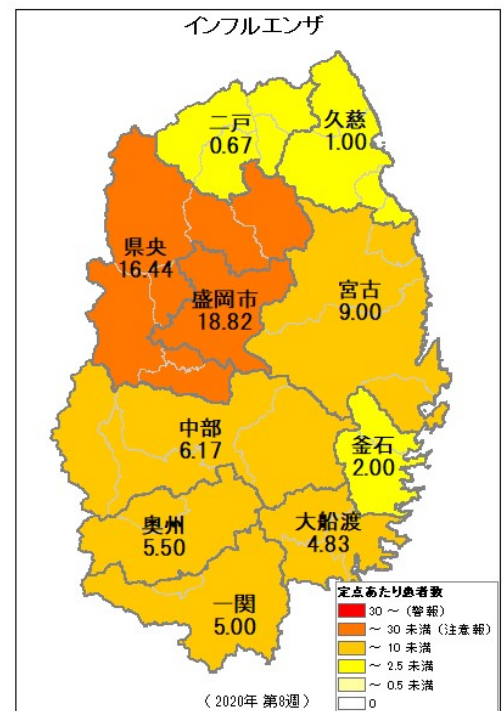 インフルエンザ
二戸
0.67
久慈
1.00
県央
16.44
盛岡市
18.82
宮古
9.00
中部
6.17
釜石
2.00
奥州
5.50
大船渡
4.83
一関
5.00
定点あたり患者数
30 ～ (警報)
～ 30 未満 (注意報)
～ 10 未満
～ 2.5 未満
～ 0.5 未満
0
(2020年 第8週)